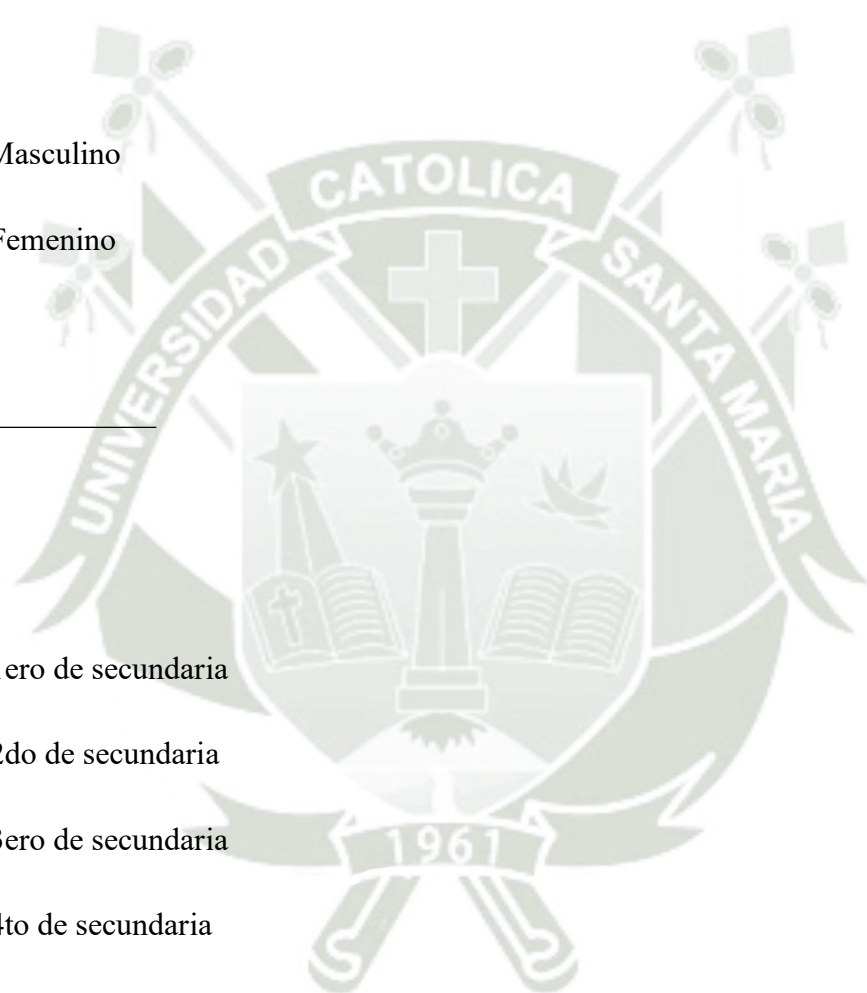 Masculino
Femenino
UNIVERSIDAD CATOLICA SANTA MARIA
1ero de secundaria
2do de secundaria
3ero de secundaria
4to de secundaria
1961